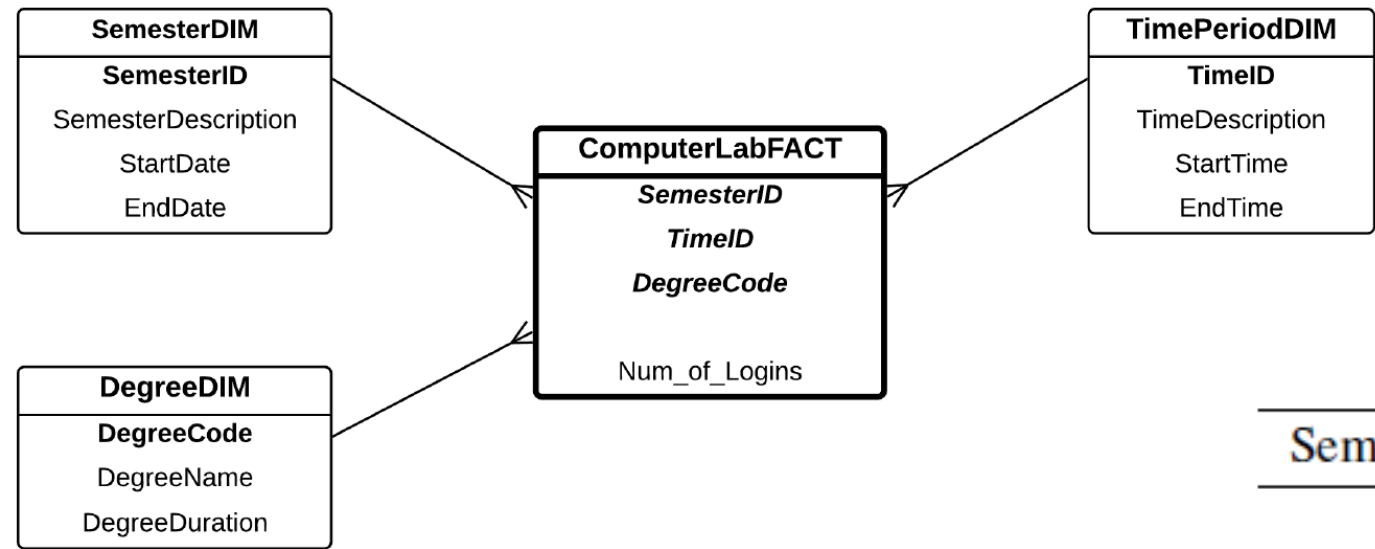 SemesterDIM
SemesterID
SemesterDescription
StartDate
EndDate
TimePeriodDIM
TimeID
TimeDescription
StartTime
EndTime
ComputerLabFACT
SemesterID
TimeID
DegreeCode
Num_of_Logins
DegreeDIM
DegreeCode
DegreeName
DegreeDuration
Sem